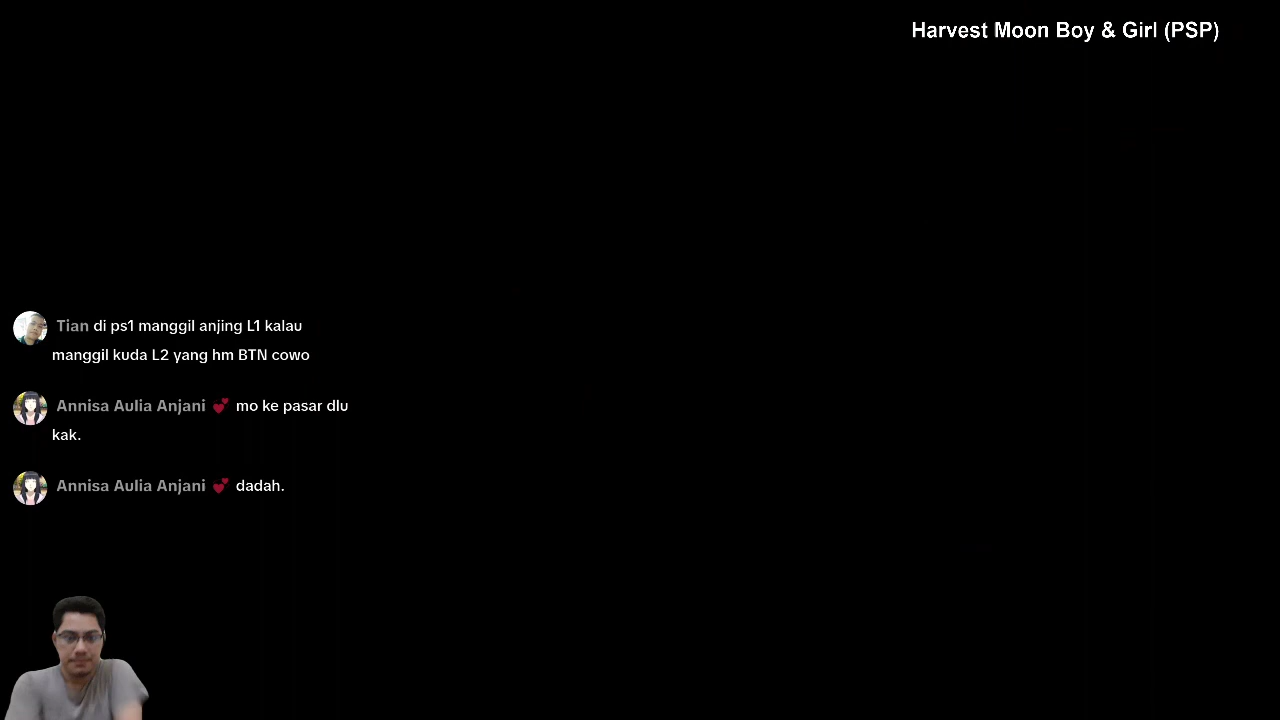 Harvest Moon Boy & Girl (PSP)
Tian di ps1 manggil anjing L1 kalau
manggil kuda L2 yang hm BTN cowo
Annisa Aulia Anjani 💕 mo ke pasar dlu
kak.
Annisa Aulia Anjani 💕 dadah.